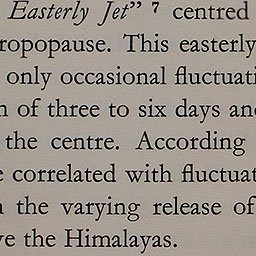 Easterly Jet” 7 centred
ropopause. This easterly
only occasional fluctuati
n of three to six days and
the centre. According
e correlated with fluctuat
n the varying release of
ve the Himalayas.